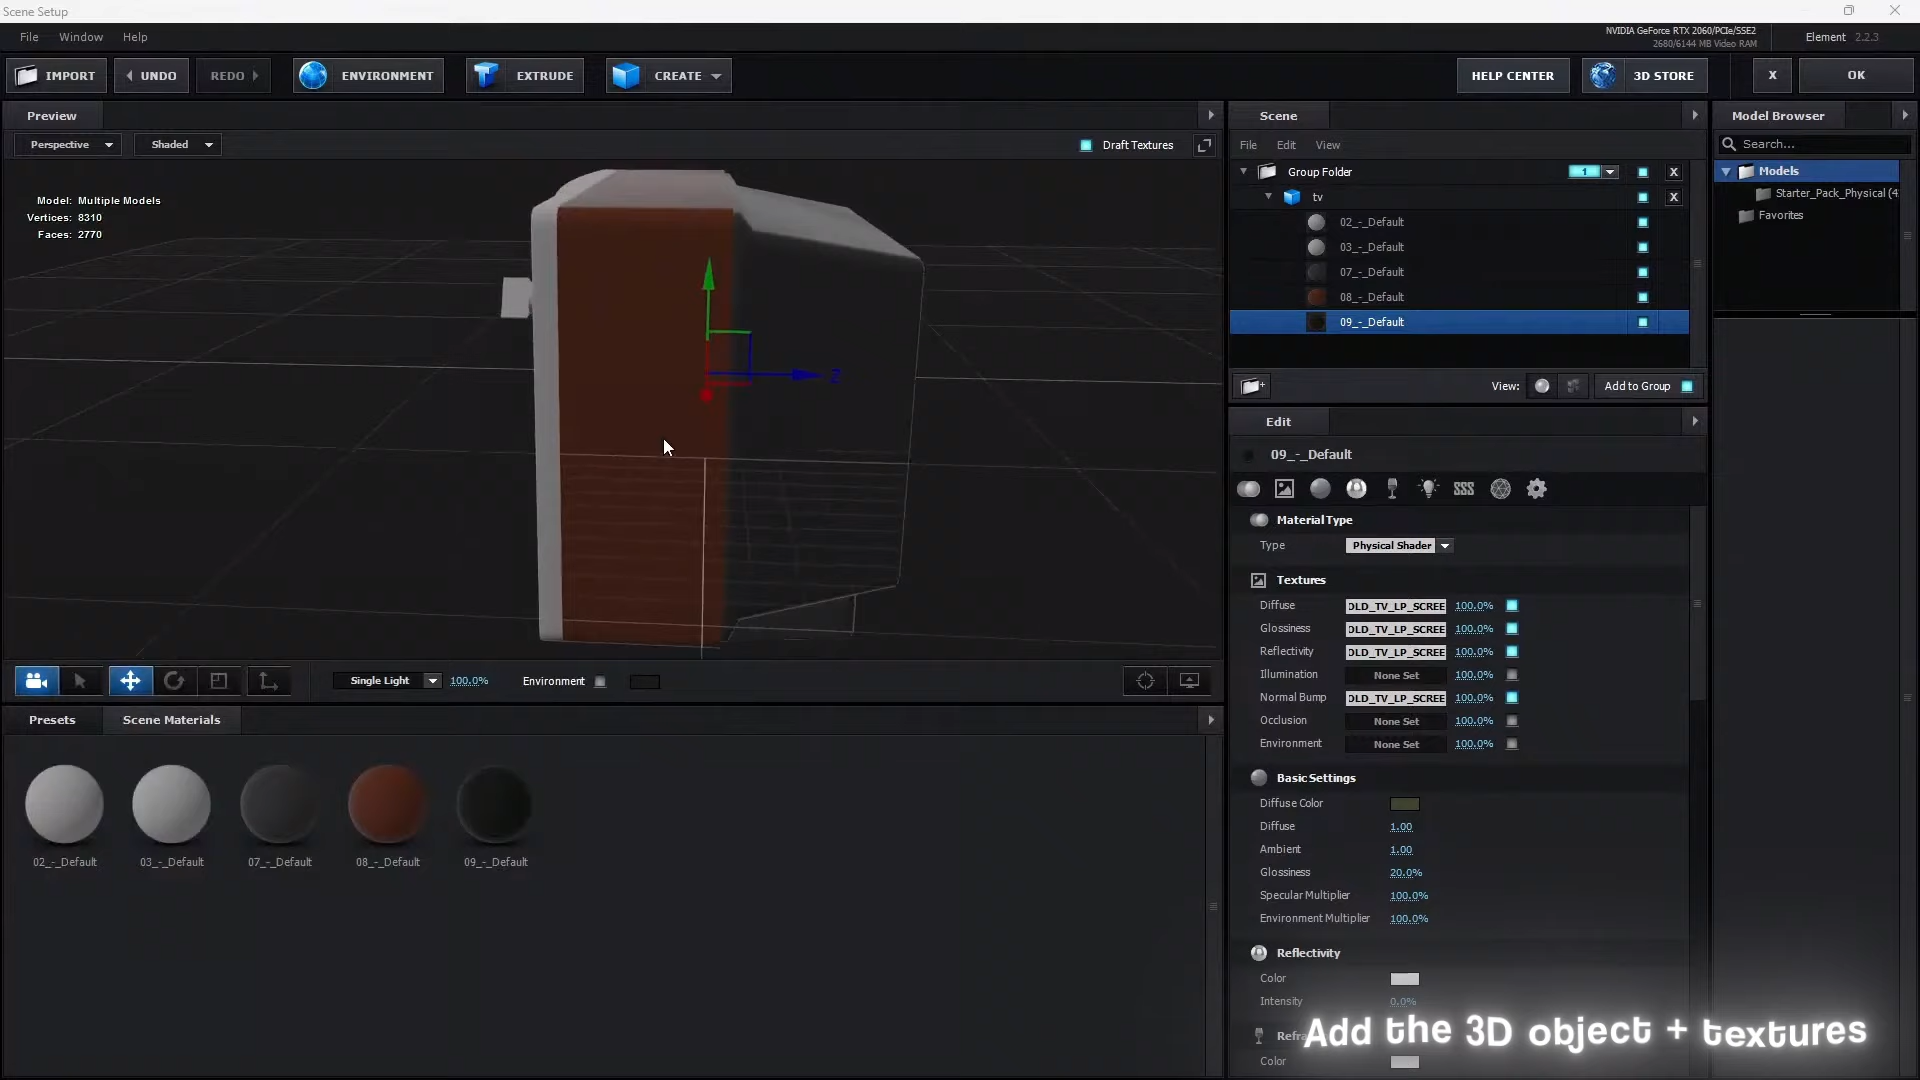 Scene Setup
File Window Help
NVIDIA GeForce RTX 2060/PCIe/SSE2
2680/6144 MB Video RAM
Element 2.2.3
IMPORT UNDO REDO ENVIRONMENT EXTRUDE CREATE HELP CENTER 3D STORE X OK
Preview
Perspective Shaded Draft Textures
Model: Multiple Models
Vertices: 8310
Faces: 2770
Z
Single Light 100.0% Environment
Presets Scene Materials
02_-_Default 03_-_Default 07_-_Default 08_-_Default 09_-_Default
Scene
File Edit View
Group Folder 1 X
tv X
02_-_Default
03_-_Default
07_-_Default
08_-_Default
09_-_Default
View: Add to Group
Edit
09_-_Default
SSS
Material Type
Type Physical Shader
Textures
Diffuse OLD_TV_LP_SCREE 100.0%
Glossiness OLD_TV_LP_SCREE 100.0%
Reflectivity OLD_TV_LP_SCREE 100.0%
Illumination None Set 100.0%
Normal Bump OLD_TV_LP_SCREE 100.0%
Occlusion None Set 100.0%
Environment None Set 100.0%
Basic Settings
Diffuse Color
Diffuse 1.00
Ambient 1.00
Glossiness 20.0%
Specular Multiplier 100.0%
Environment Multiplier 100.0%
Reflectivity
Color
Intensity 0.0%
Color
Model Browser
Search...
Models
Starter_Pack_Physical (4
Favorites
Add the 3D object + textures